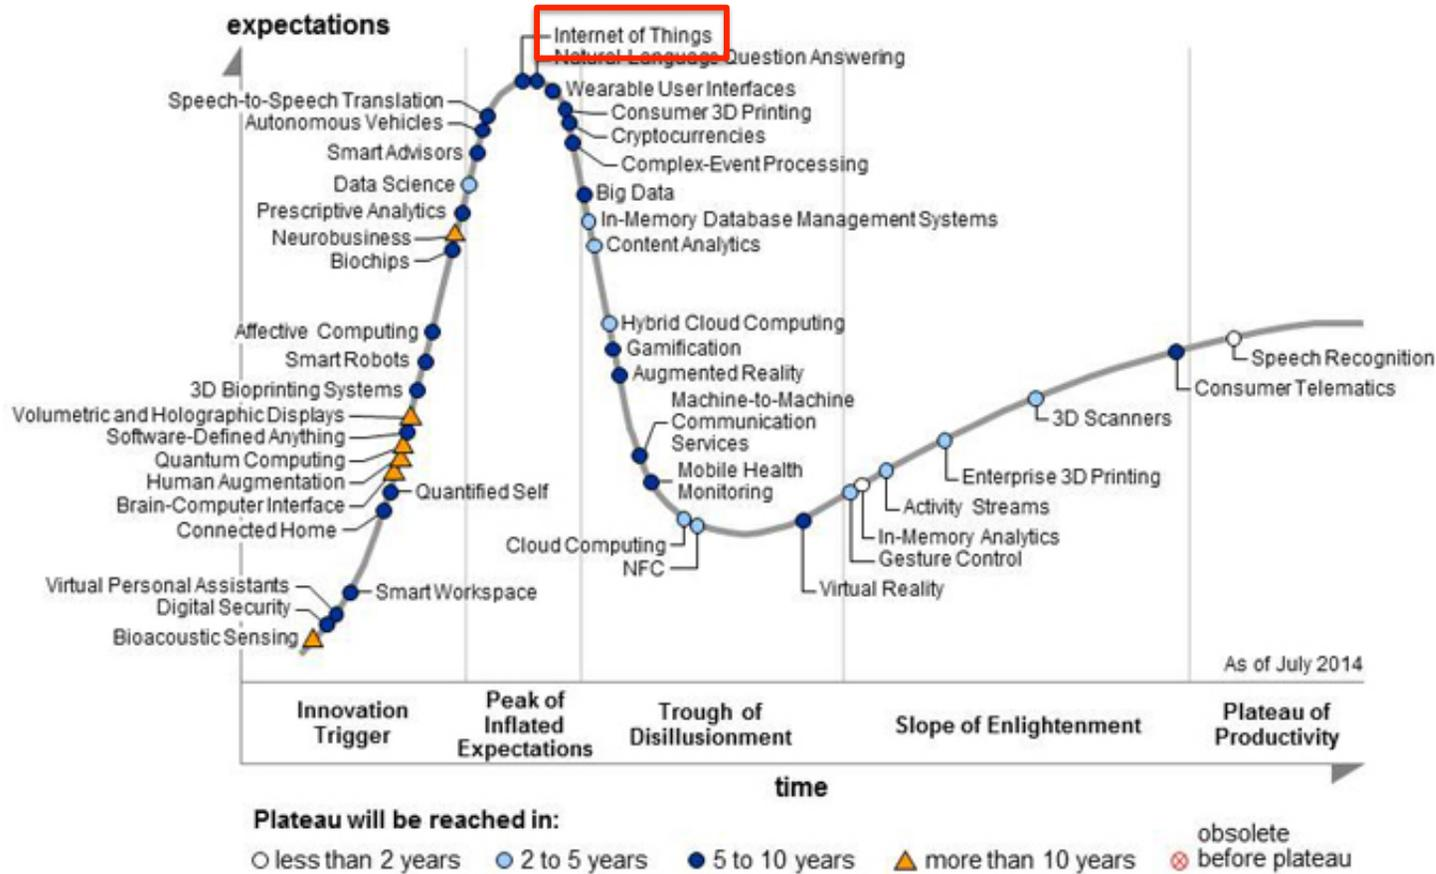 expectations
Internet of Things
Natural-Language Question Answering
Wearable User Interfaces
Consumer 3D Printing
Cryptocurrencies
Complex-Event Processing
Speech-to-Speech Translation
Autonomous Vehicles
Smart Advisors
Data Science
Prescriptive Analytics
Neurobusiness
Biochips
Big Data
In-Memory Database Management Systems
Content Analytics
Affective Computing
Smart Robots
3D Bioprinting Systems
Volumetric and Holographic Displays
Software-Defined Anything
Quantum Computing
Human Augmentation
Brain-Computer Interface
Connected Home
Quantified Self
Virtual Personal Assistants
Digital Security
Bioacoustic Sensing
Smart Workspace
Hybrid Cloud Computing
Gamification
Augmented Reality
Machine-to-Machine
Communication
Services
Mobile Health
Monitoring
Cloud Computing
NFC
Virtual Reality
Speech Recognition
Consumer Telematics
3D Scanners
Enterprise 3D Printing
Activity Streams
In-Memory Analytics
Gesture Control
As of July 2014
Innovation
Trigger
Peak of
Inflated
Expectations
Trough of
Disillusionment
Slope of Enlightenment
Plateau of
Productivity
time
Plateau will be reached in:
less than 2 years
2 to 5 years
5 to 10 years
more than 10 years
obsolete
before plateau